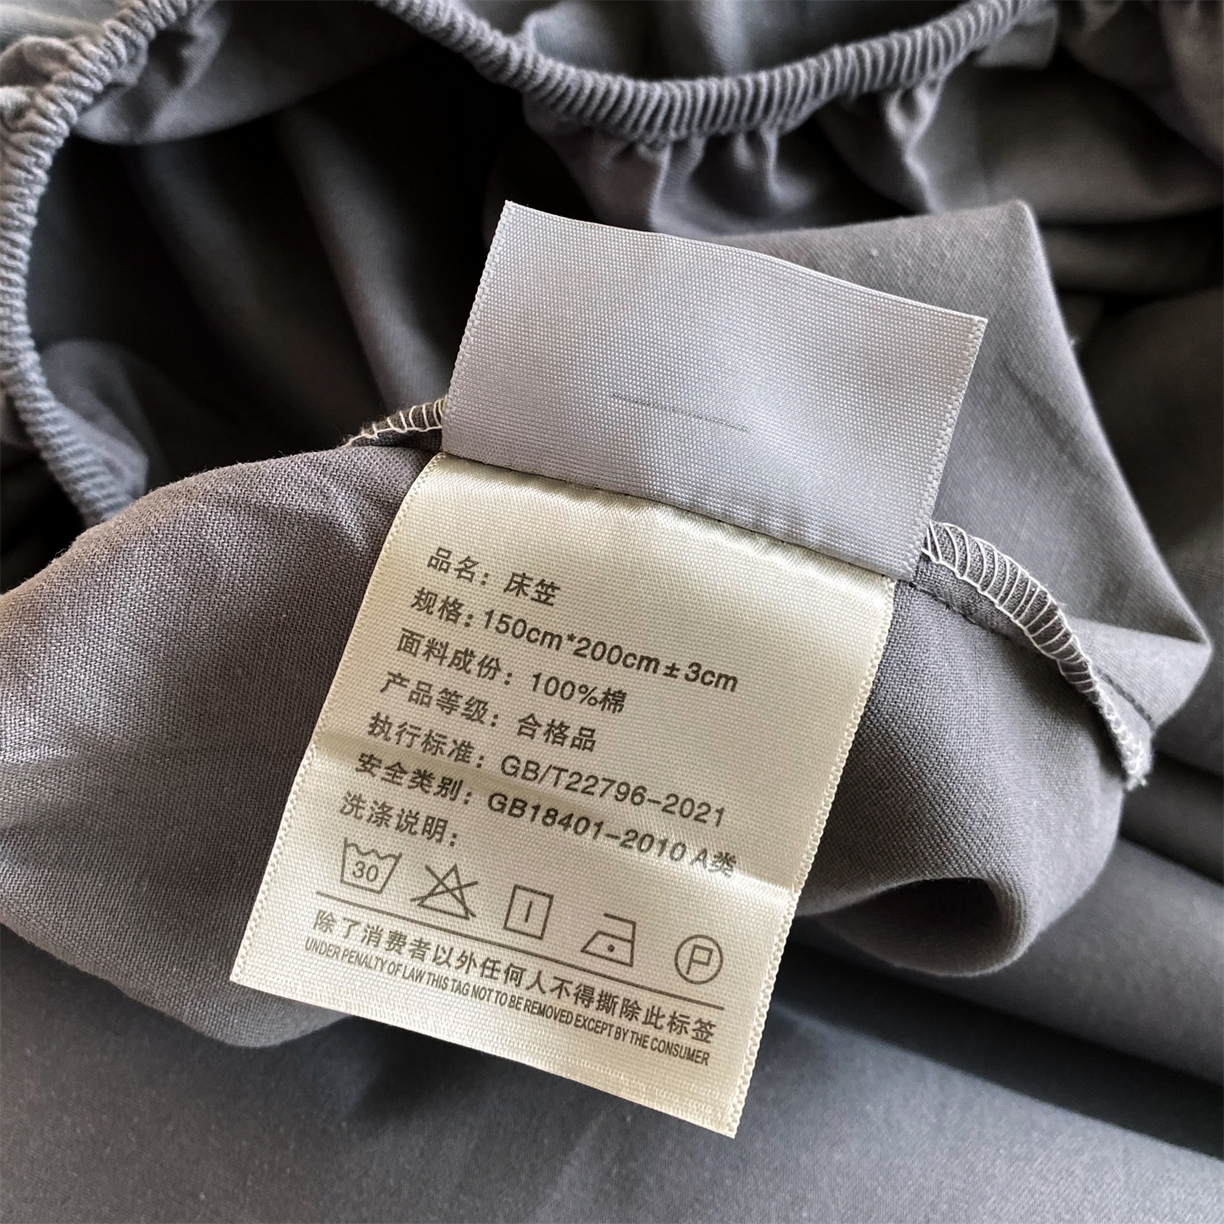 品名：床笠
规格：150cm*200cm±3cm
面料成份：100%棉
产品等级：合格品
执行标准：GB/T22796-2021
安全类别：GB18401-2010 A类
洗涤说明：
30
P
除了消费者以外任何人不得撕除此标签
UNDER PENALTY OF LAW THIS TAG NOT TO BE REMOVED EXCEPT BY THE CONSUMER